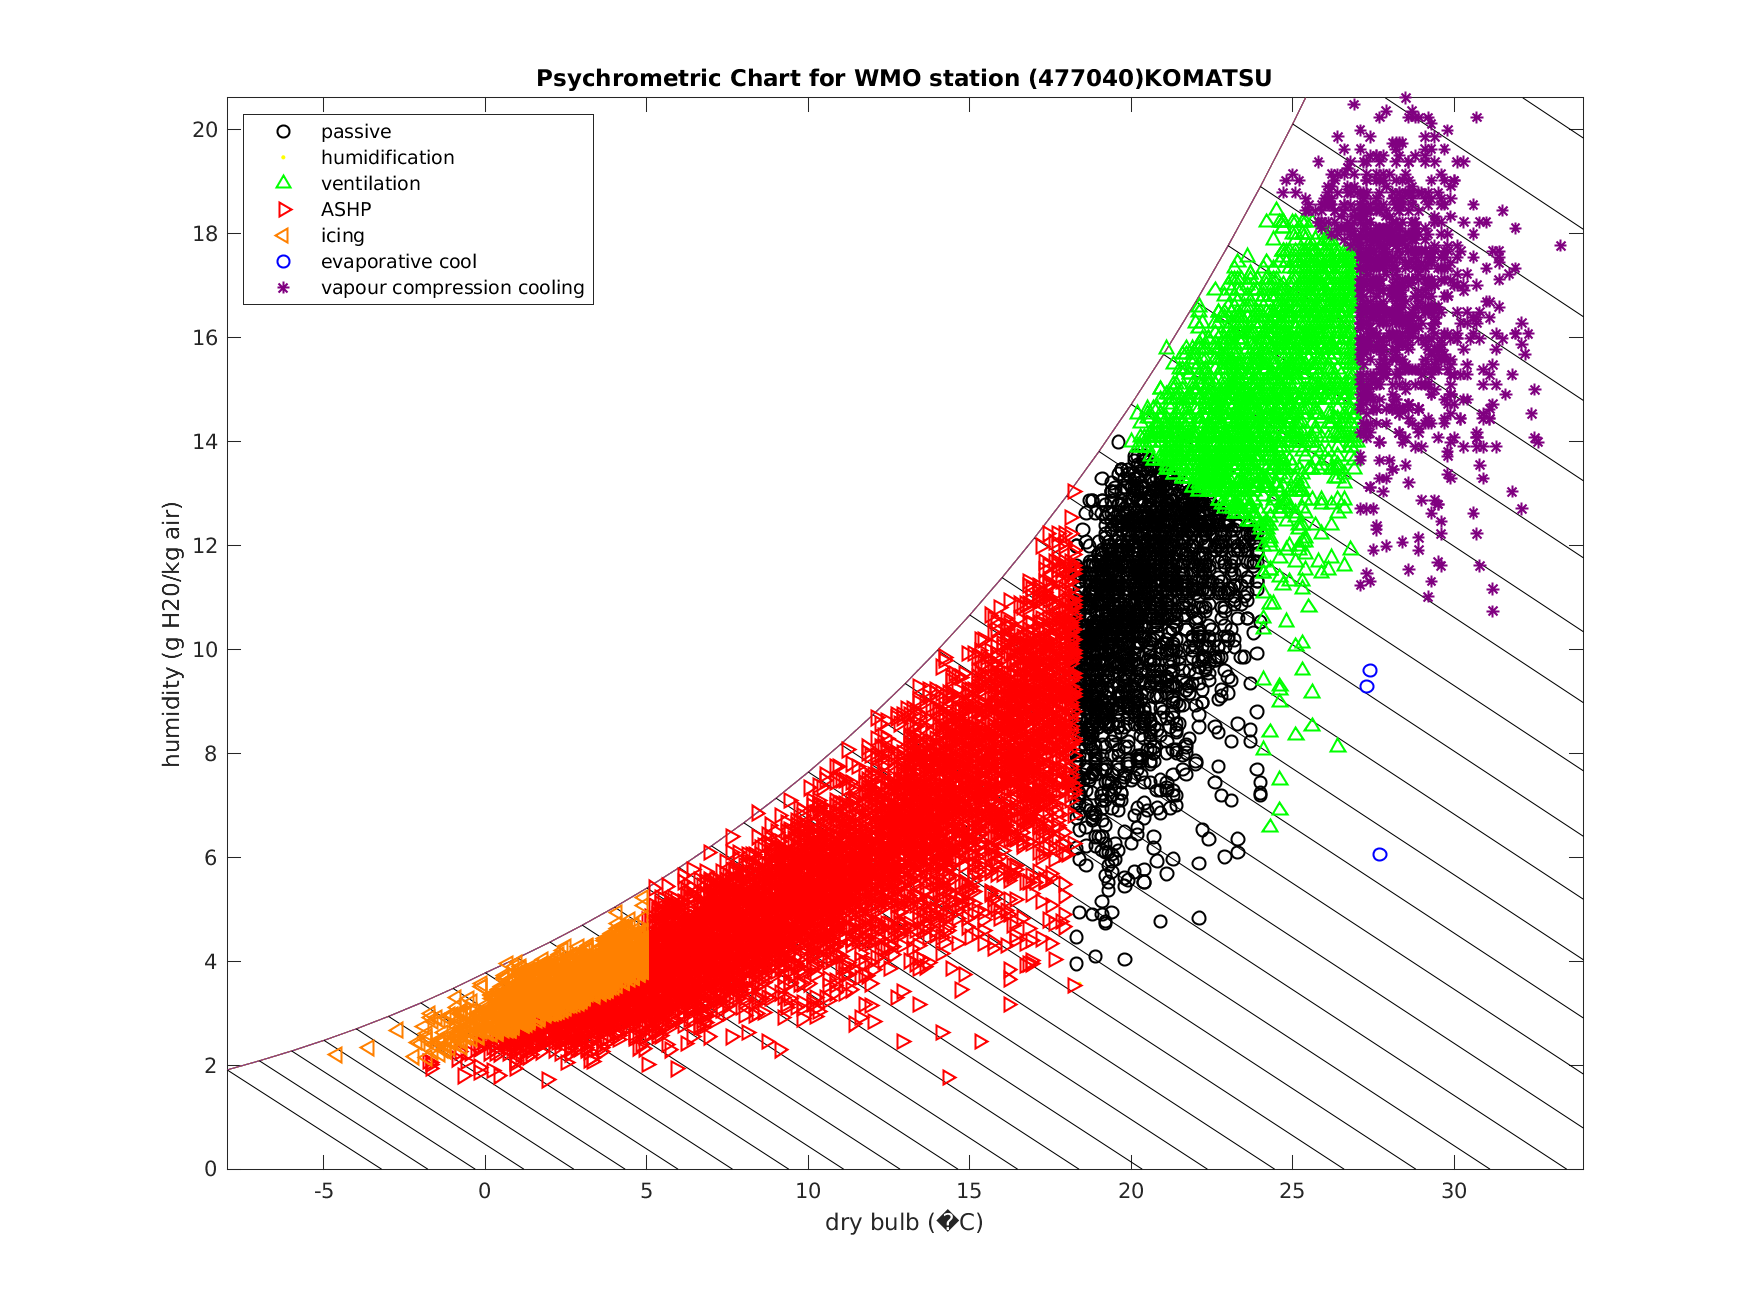 Psychrometric Chart for WMO station (477040)KOMATSU
passive
humidification
ventilation
ASHP
icing
evaporative cool
vapour compression cooling
humidity (g H20/kg air)
20
18
16
14
12
10
8
6
4
2
0
-5 0 5 10 15 20 25 30
dry bulb (�C)